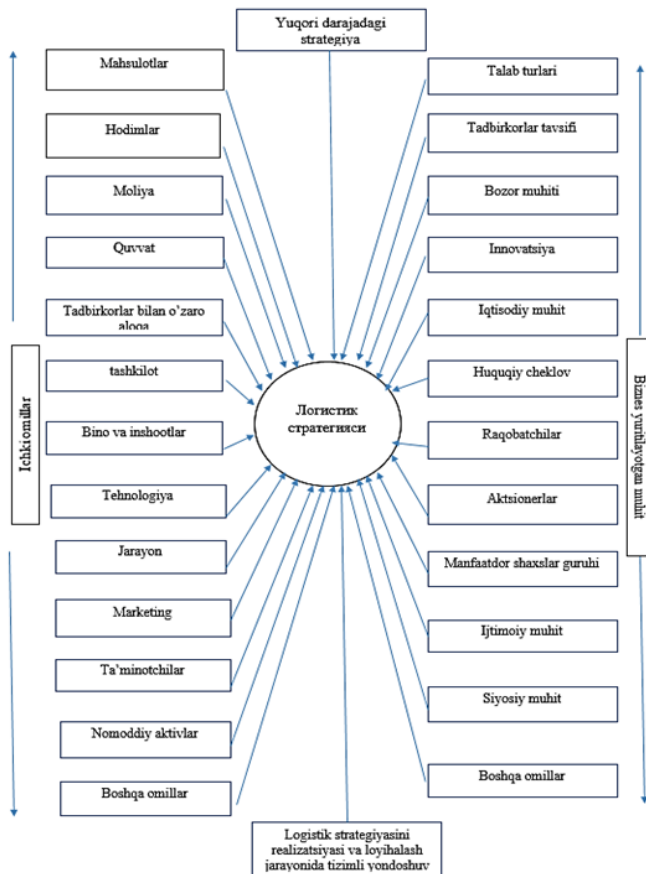 Yuqori darajadagi
strategiya
Mahsulotlar
Hodimlar
Moliya
Quvvat
Tadbirkorlar bilan o'zaro
aloqa
tashkilot
Bino va inshootlar
Tehnologiya
Jarayon
Marketing
Ta'minotchilar
Nomoddiy aktivlar
Boshqa omillar
Ichkiomillar
Логистик
стратегияси
Talab turlari
Tadbirkorlar tavsifi
Bozor muhiti
Innovatsiya
Iqtisodiy muhit
Huquqiy cheklov
Raqobatchilar
Aktsionerlar
Manfaatdor shaxslar guruhi
Ijtimoiy muhit
Siyosiy muhit
Boshqa omillar
Biznes yuritilayotgan muhit
Logistik strategiyasini
realizatsiyasi va loyihalash
jarayonida tizimli yondoshuv